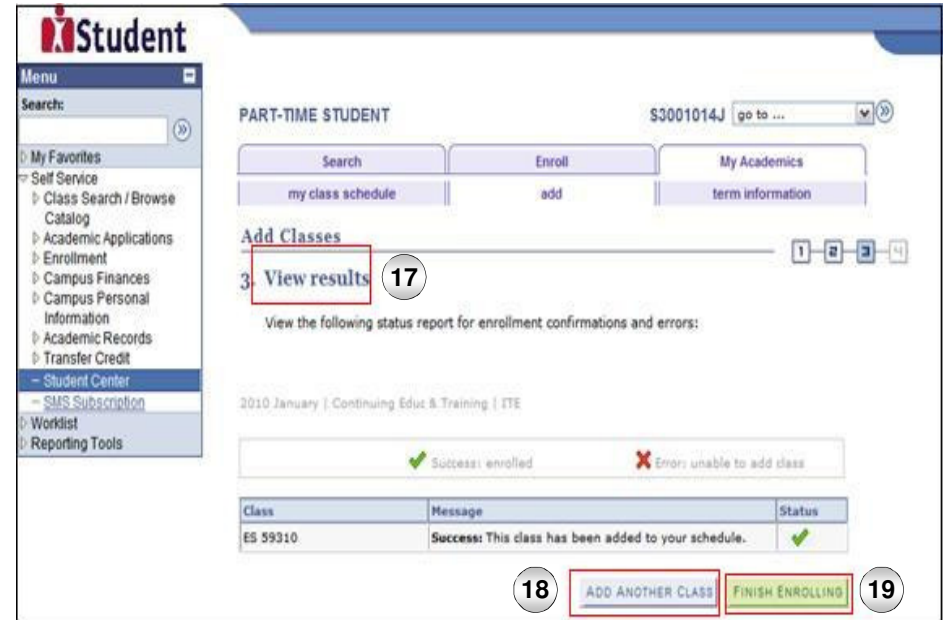 iStudent
Menu
Search:
My Favorites
Self Service
Class Search / Browse
Catalog
Academic Applications
Enrollment
Campus Finances
Campus Personal
Information
Academic Records
Transfer Credit
Student Center
SMS Subscription
Worklist
Reporting Tools
PART-TIME STUDENT S3001014J go to ...
Search Enroll My Academics
my class schedule add term information
Add Classes 1 2 3 4
3. View results 17
View the following status report for enrollment confirmations and errors:
2010 January | Continuing Educ & Training | ITE
Success: enrolled Error: unable to add class
Class Message Status
ES 59310 Success: This class has been added to your schedule.
18 ADD ANOTHER CLASS FINISH ENROLLING 19